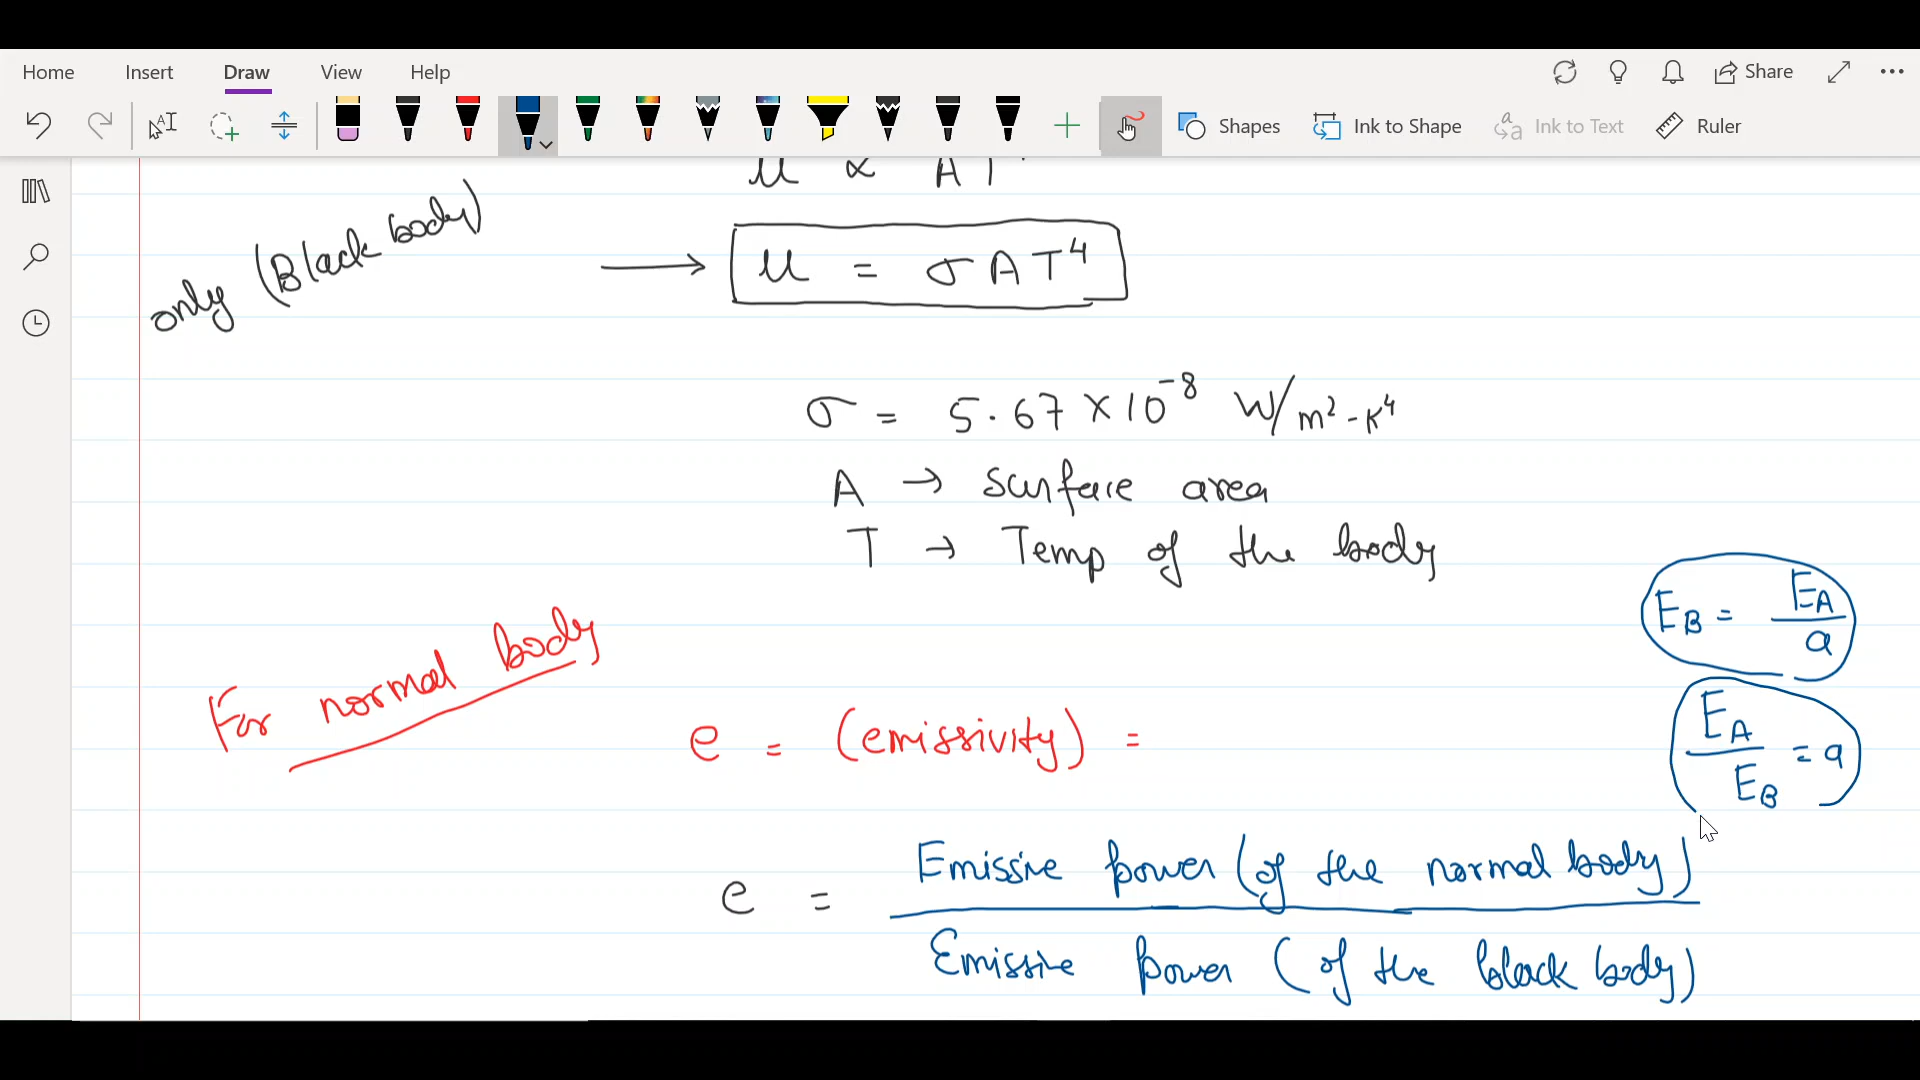 Home Insert Draw View Help Share
Shapes Ink to Shape Ink to Text Ruler
u ∝ A T
only (Black body) → u = σ A T⁴
σ = 5.67 × 10⁻⁸ W/m² - K⁴
A → surface area
T → Temp of the body
E_B = E_A / a
For normal body
e = (emissivity) =
E_A / E_B = a
e = Emissive power (of the normal body) / Emissive power (of the black body)